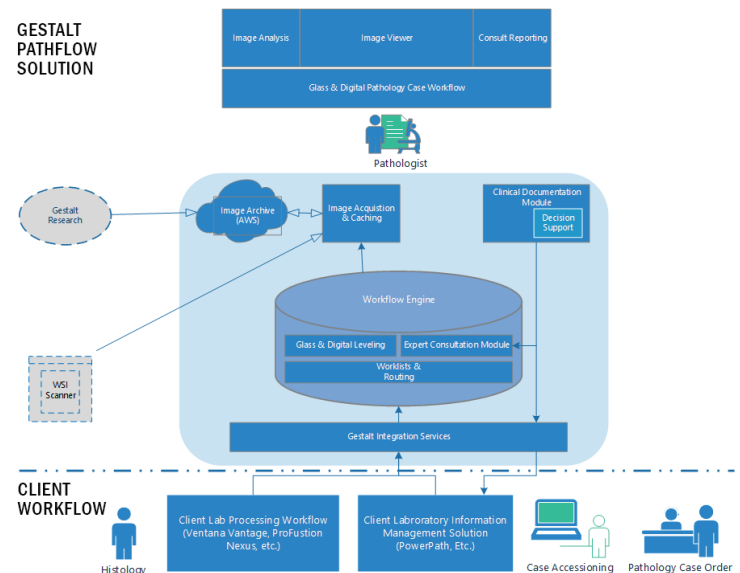 GESTALT
PATHFLOW
SOLUTION
Image Analysis
Image Viewer
Consult Reporting
Glass & Digital Pathology Case Workflow
Pathologist
Gestalt
Research
Image Archive
(AWS)
Image Acquistion
& Caching
Clinical Documentation
Module
Decision
Support
Workflow Engine
Glass & Digital Leveling
Expert Consultation Module
Worklists &
Routing
WSI
Scanner
Gestalt Integration Services
CLIENT
WORKFLOW
Client Lab Processing Workflow
(Ventana Vantage, ProFustion
Nexus, etc.)
Client Labroratory Information
Management Solution
(PowerPath, Etc.)
Histology
Case Accessioning
Pathology Case Order